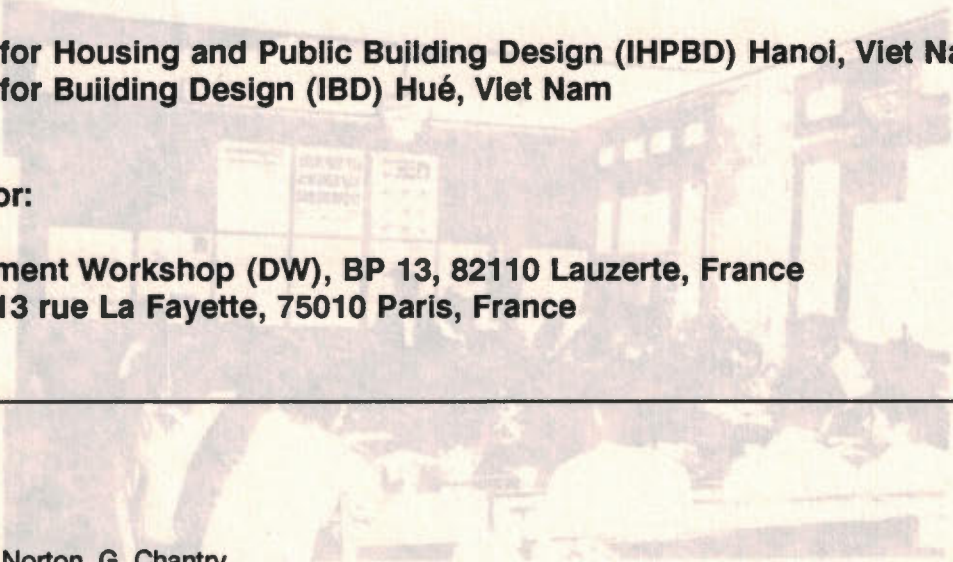 for Housing and Public Building Design (IHPBD) Hanoi, Viet Na
for Building Design (IBD) Hué, Viet Nam
or:
ment Workshop (DW), BP 13, 82110 Lauzerte, France
13 rue La Fayette, 75010 Paris, France
Norton, G. Chantry